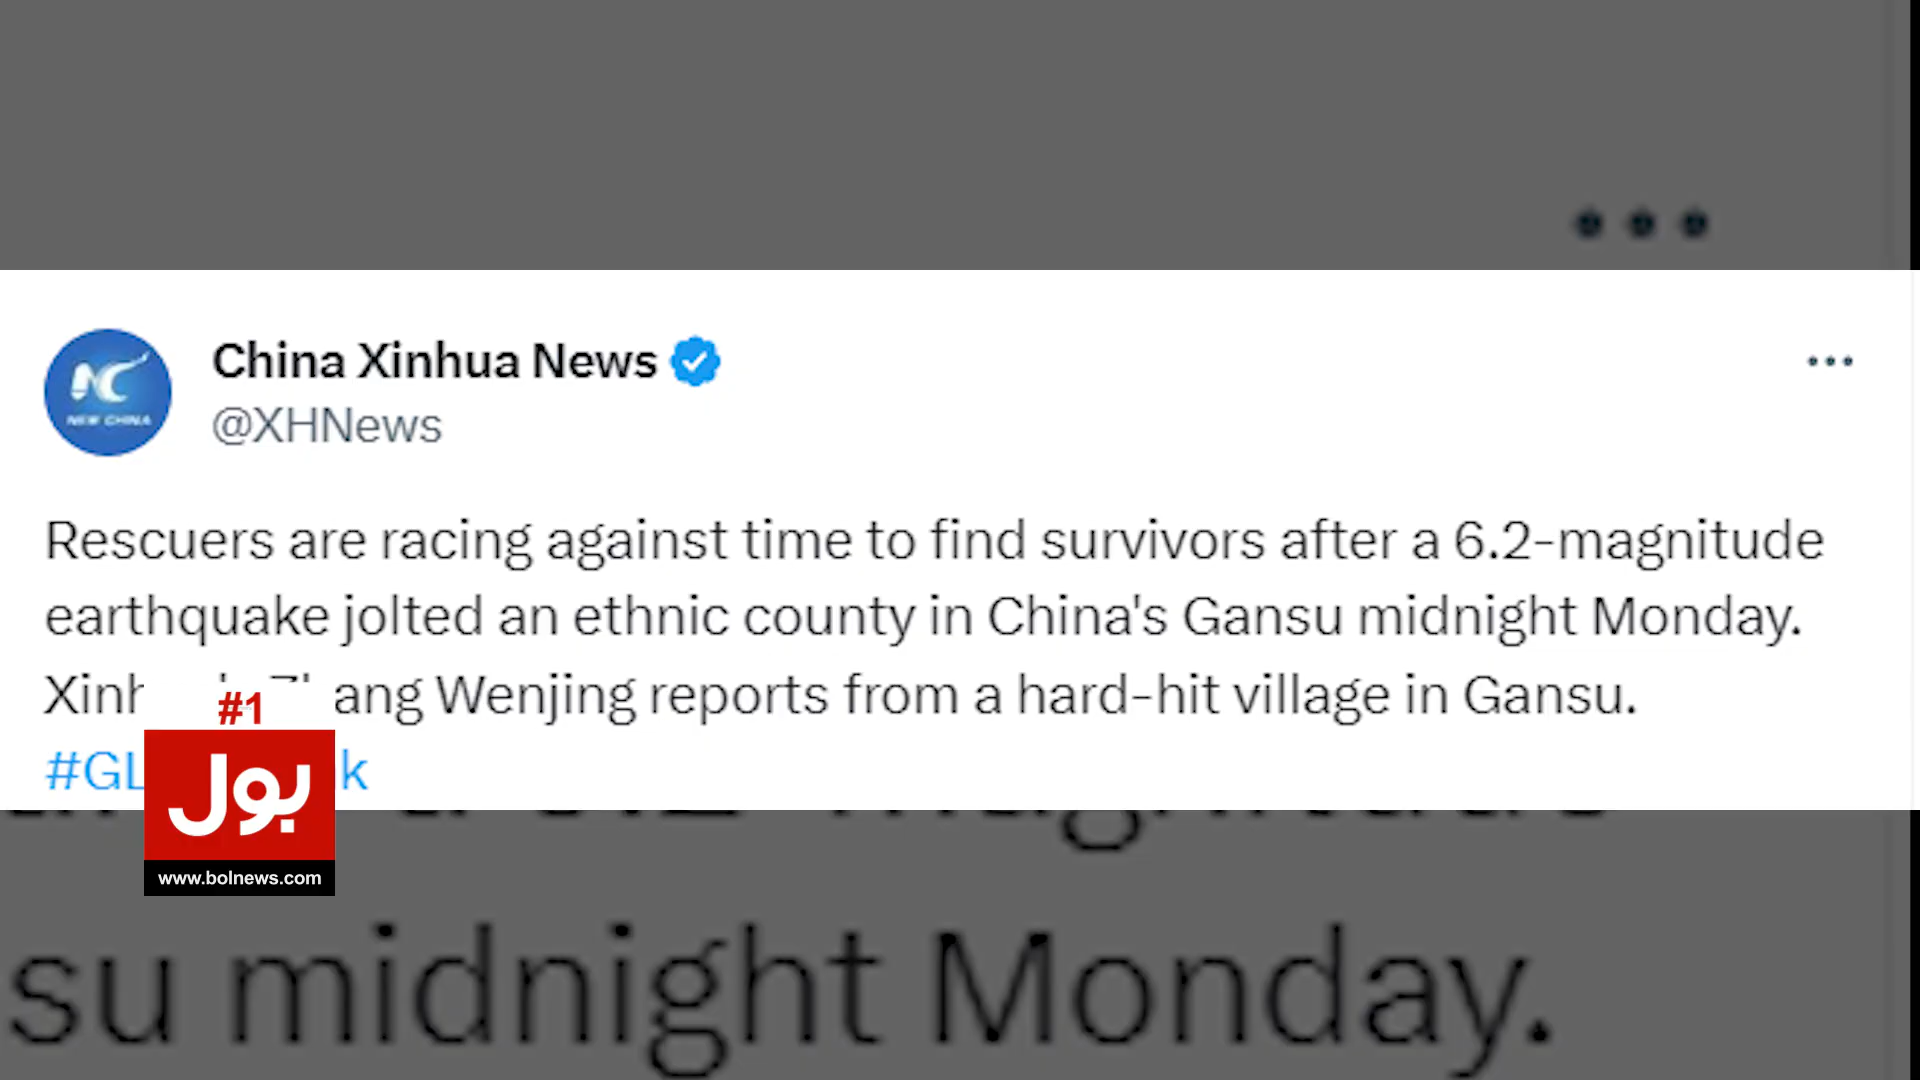 NEW CHINA
China Xinhua News
@XHNews
Rescuers are racing against time to find survivors after a 6.2-magnitude
earthquake jolted an ethnic county in China's Gansu midnight Monday.
Wenjing reports from a hard-hit village in Gansu.
#1
بول
www.bolnews.com
su midnight Monday.